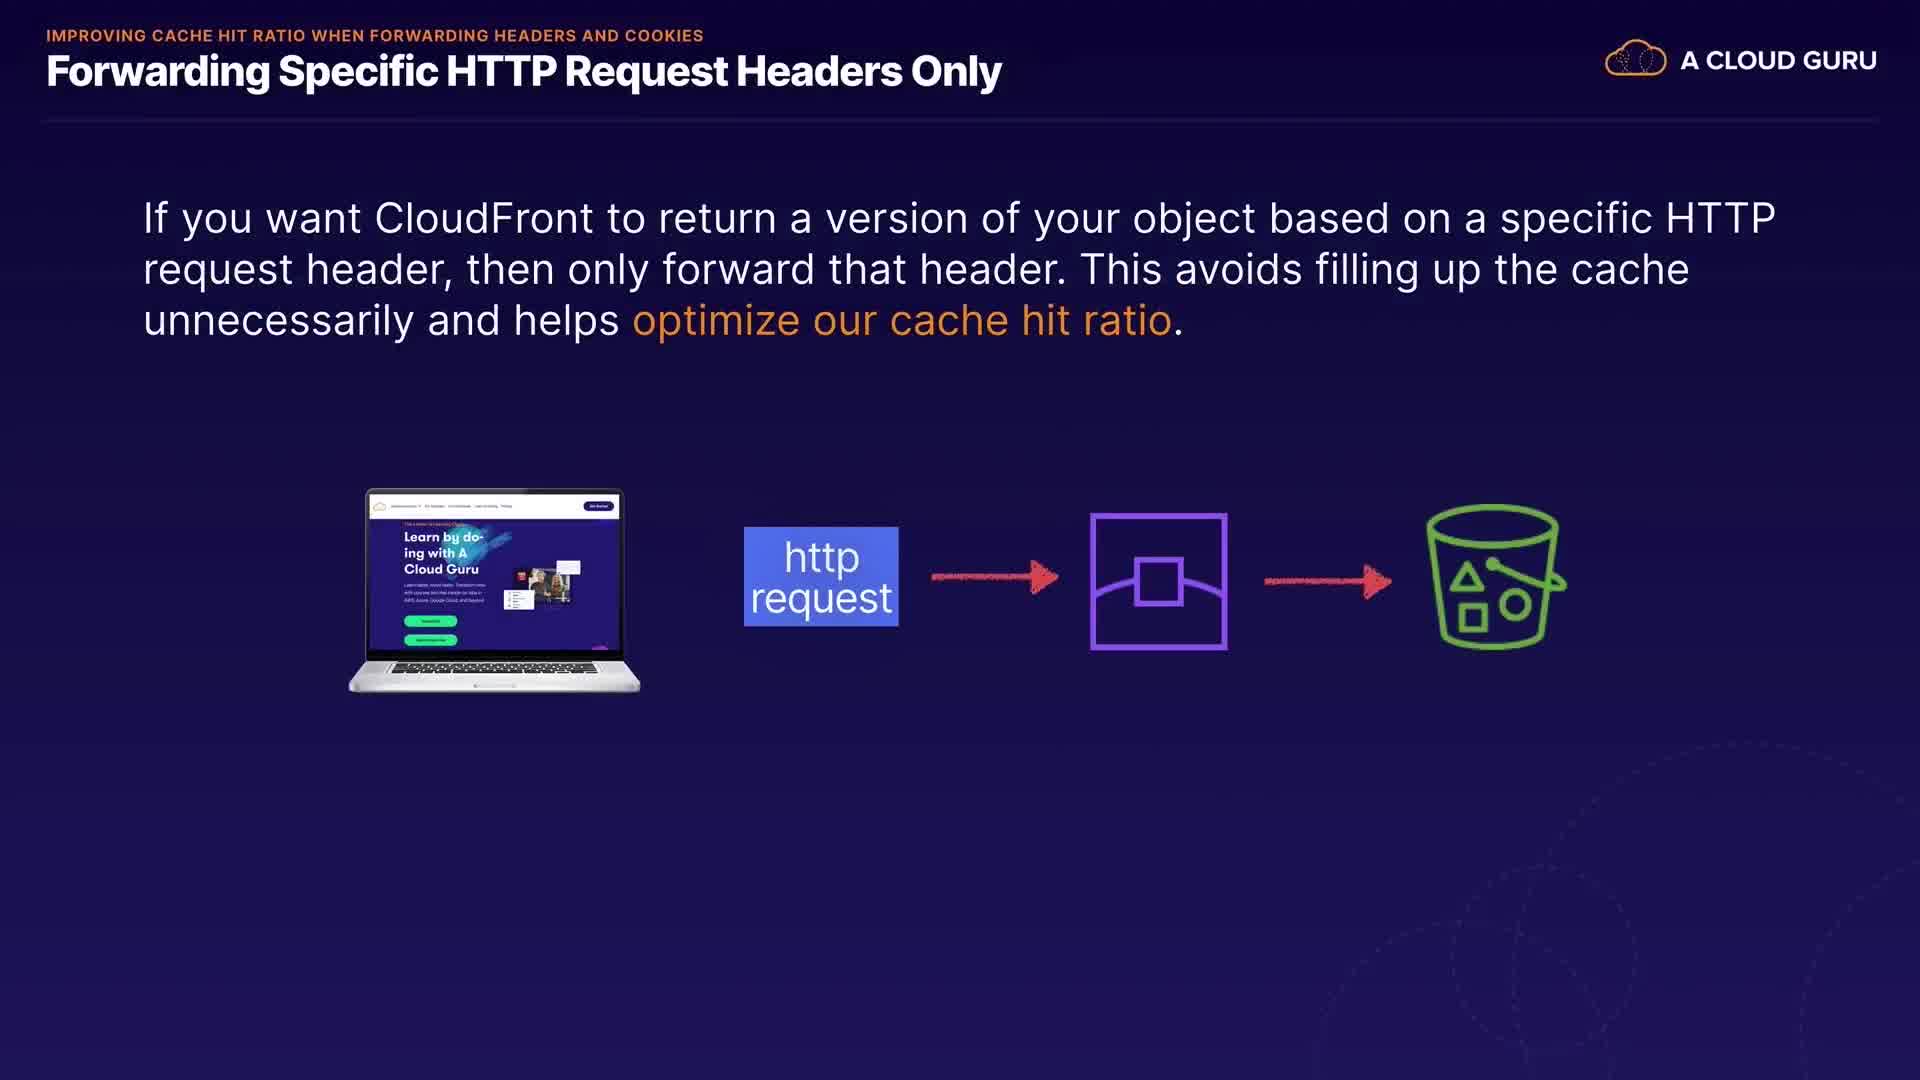 IMPROVING CACHE HIT RATIO WHEN FORWARDING HEADERS AND COOKIES
Forwarding Specific HTTP Request Headers Only
A CLOUD GURU
If you want CloudFront to return a version of your object based on a specific HTTP
request header, then only forward that header. This avoids filling up the cache
unnecessarily and helps optimize our cache hit ratio.
Learn by do-
ing with A
Cloud Guru
http
request